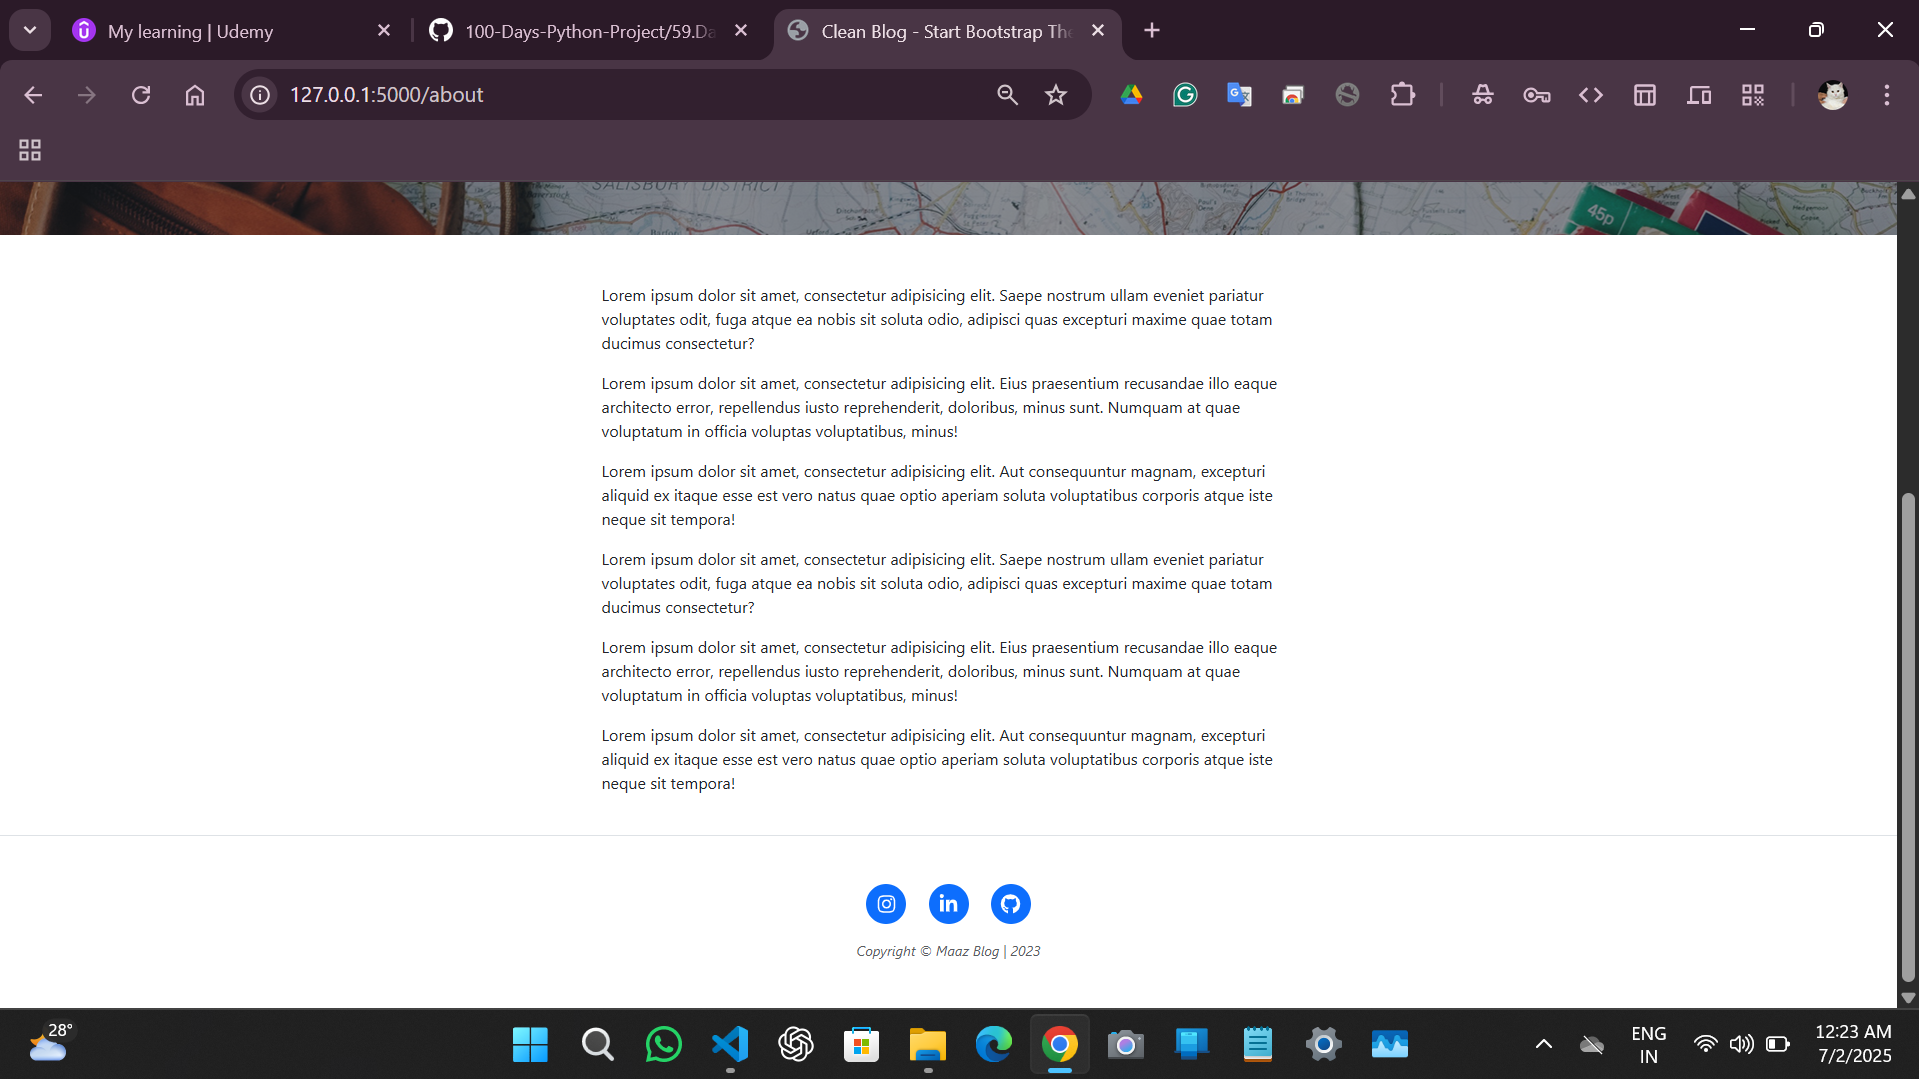 My learning | Udemy
100-Days-Python-Project/59.Da
Clean Blog - Start Bootstrap The
127.0.0.1:5000/about
SALISBURY DISTRICT
45p
Lorem ipsum dolor sit amet, consectetur adipisicing elit. Saepe nostrum ullam eveniet pariatur
voluptates odit, fuga atque ea nobis sit soluta odio, adipisci quas excepturi maxime quae totam
ducimus consectetur?
Lorem ipsum dolor sit amet, consectetur adipisicing elit. Eius praesentium recusandae illo eaque
architecto error, repellendus iusto reprehenderit, doloribus, minus sunt. Numquam at quae
voluptatum in officia voluptas voluptatibus, minus!
Lorem ipsum dolor sit amet, consectetur adipisicing elit. Aut consequuntur magnam, excepturi
aliquid ex itaque esse est vero natus quae optio aperiam soluta voluptatibus corporis atque iste
neque sit tempora!
Lorem ipsum dolor sit amet, consectetur adipisicing elit. Saepe nostrum ullam eveniet pariatur
voluptates odit, fuga atque ea nobis sit soluta odio, adipisci quas excepturi maxime quae totam
ducimus consectetur?
Lorem ipsum dolor sit amet, consectetur adipisicing elit. Eius praesentium recusandae illo eaque
architecto error, repellendus iusto reprehenderit, doloribus, minus sunt. Numquam at quae
voluptatum in officia voluptas voluptatibus, minus!
Lorem ipsum dolor sit amet, consectetur adipisicing elit. Aut consequuntur magnam, excepturi
aliquid ex itaque esse est vero natus quae optio aperiam soluta voluptatibus corporis atque iste
neque sit tempora!
Copyright © Maaz Blog | 2023
28°
ENG
IN
12:23 AM
7/2/2025